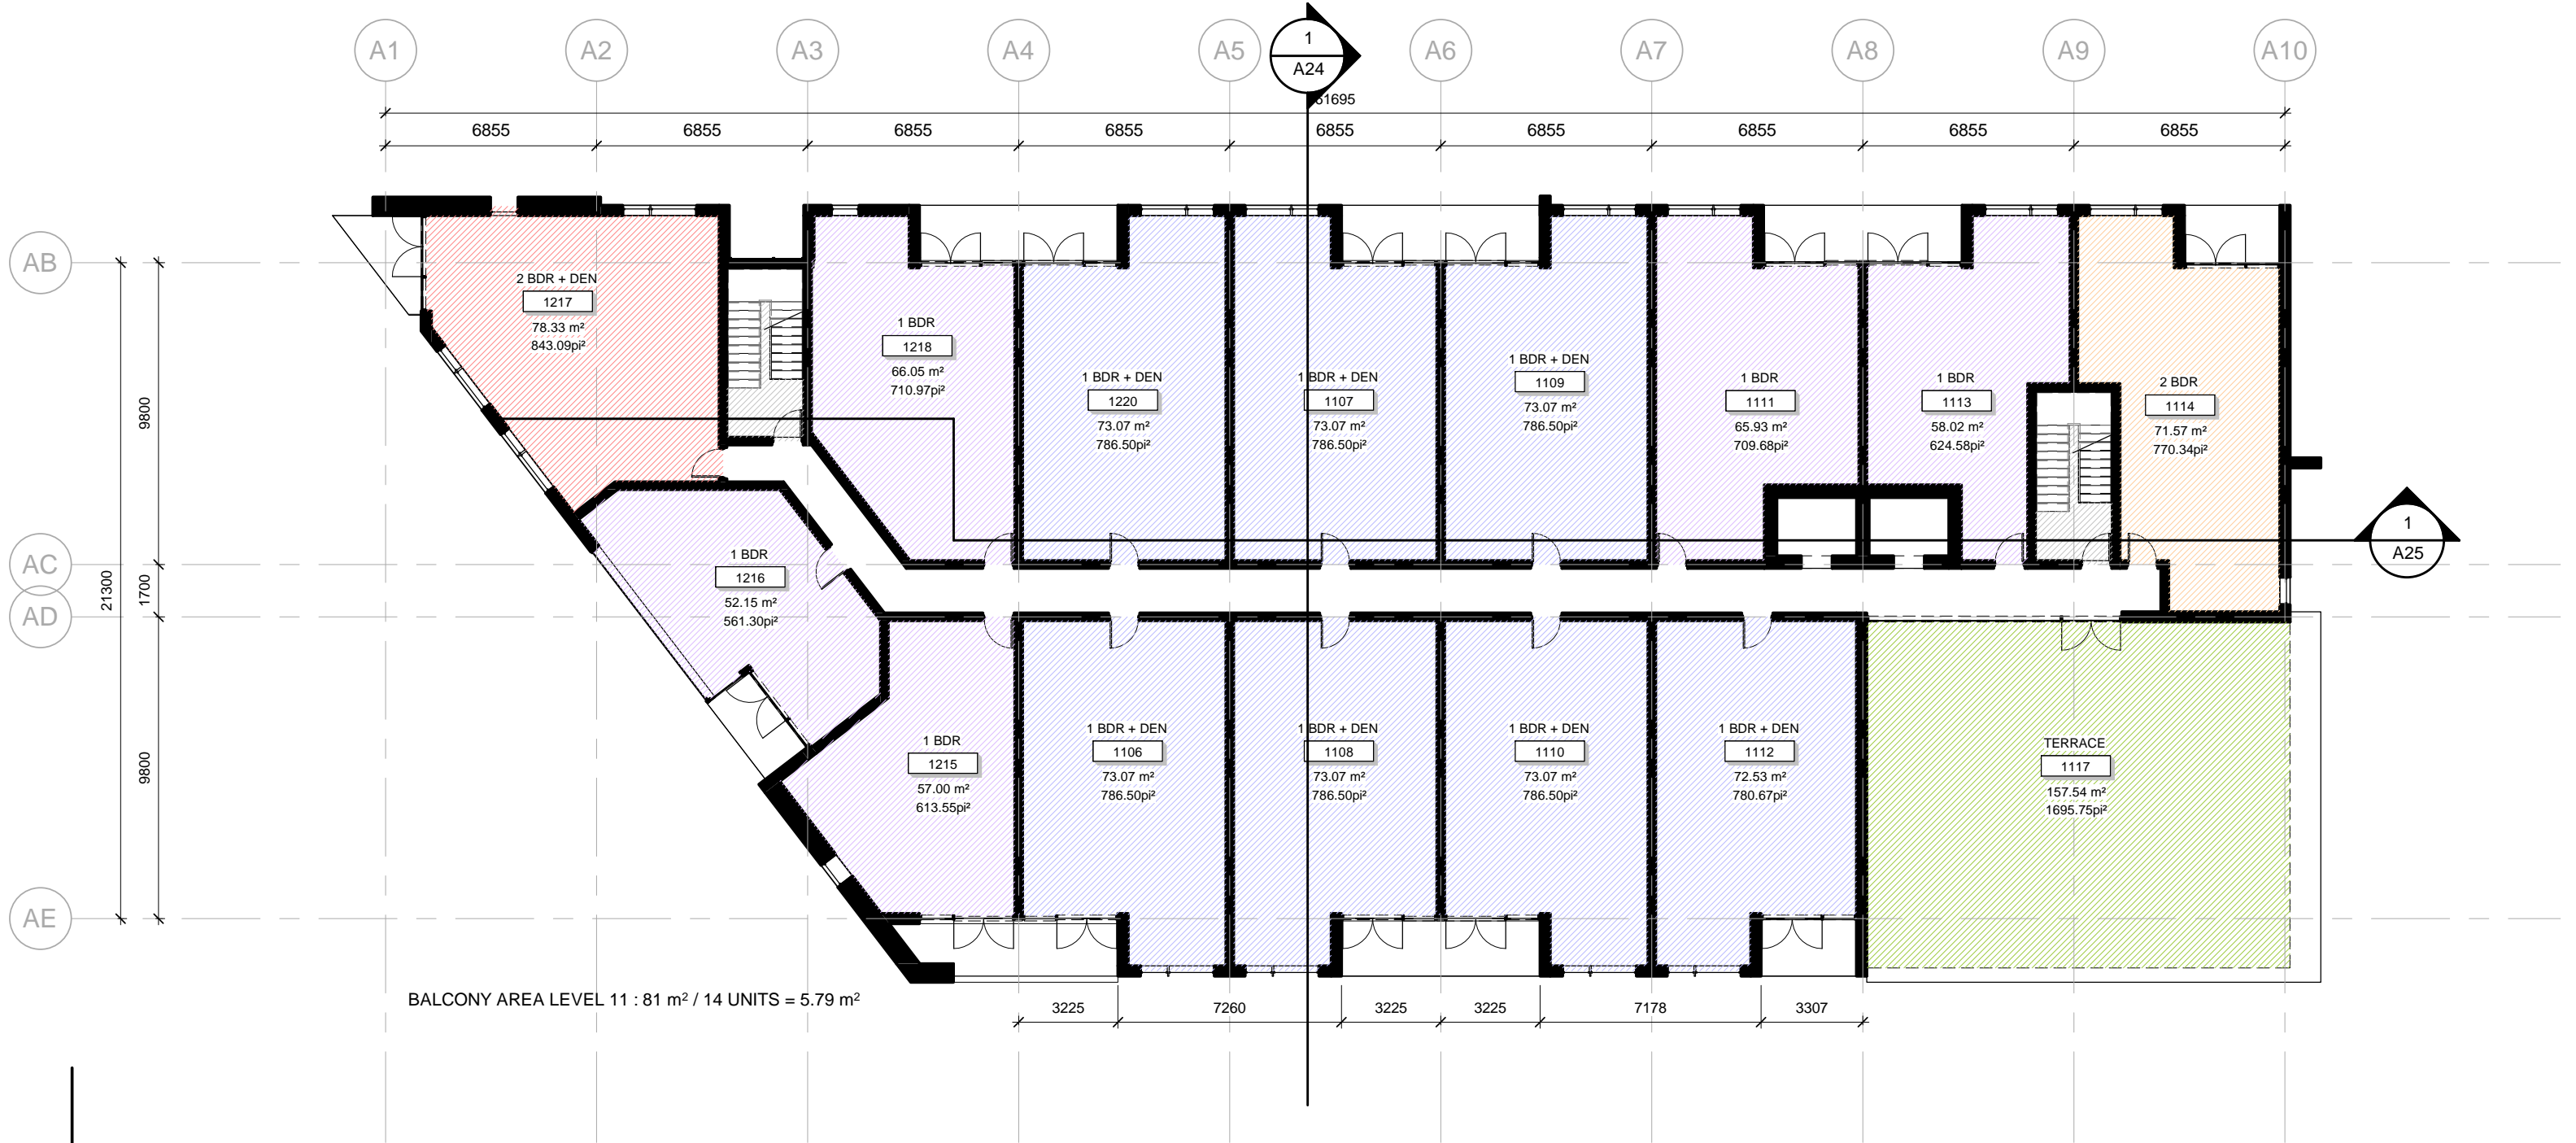 A1
A2
A3
A4
A5
A6
A7
A8
A9
A10
1
A24
61695
6855
6855
6855
6855
6855
6855
6855
6855
6855
AB
AC
AD
AE
9800
1700
9800
21300
2 BDR + DEN
1217
78.33 m²
843.09pi²
1 BDR
1218
66.05 m²
710.97pi²
1 BDR + DEN
1220
73.07 m²
786.50pi²
1 BDR + DEN
1107
73.07 m²
786.50pi²
1 BDR + DEN
1109
73.07 m²
786.50pi²
1 BDR
1111
65.93 m²
709.68pi²
1 BDR
1113
58.02 m²
624.58pi²
2 BDR
1114
71.57 m²
770.34pi²
1
A25
1 BDR
1216
52.15 m²
561.30pi²
1 BDR
1215
57.00 m²
613.55pi²
1 BDR + DEN
1106
73.07 m²
786.50pi²
1 BDR + DEN
1108
73.07 m²
786.50pi²
1 BDR + DEN
1110
73.07 m²
786.50pi²
1 BDR + DEN
1112
72.53 m²
780.67pi²
TERRACE
1117
157.54 m²
1695.75pi²
BALCONY AREA LEVEL 11 : 81 m² / 14 UNITS = 5.79 m²
3225
7260
3225
3225
7178
3307